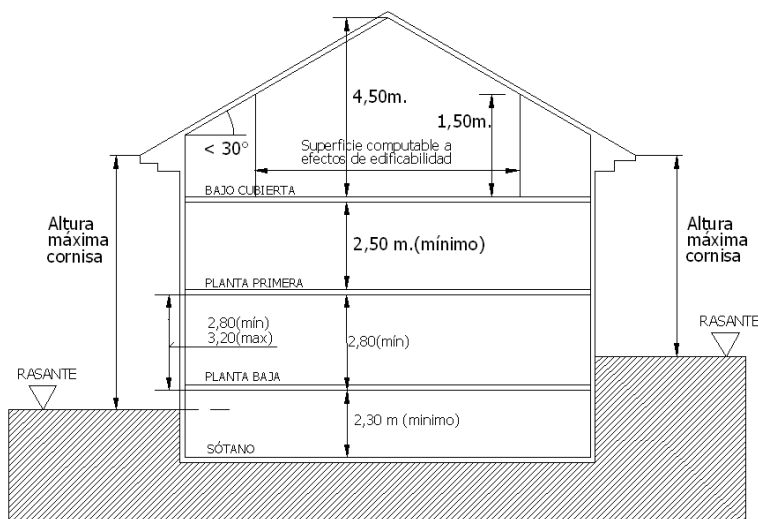 4,50m.
1,50m.
< 30°
Superficie computable a
efectos de edificabilidad
BAJO CUBIERTA
Altura
máxima
cornisa
2,50 m.(mínimo)
Altura
máxima
cornisa
PLANTA PRIMERA
2,80(mín)
3,20(max)
2,80(mín)
RASANTE
RASANTE
PLANTA BAJA
2,30 m (minimo)
SÓTANO